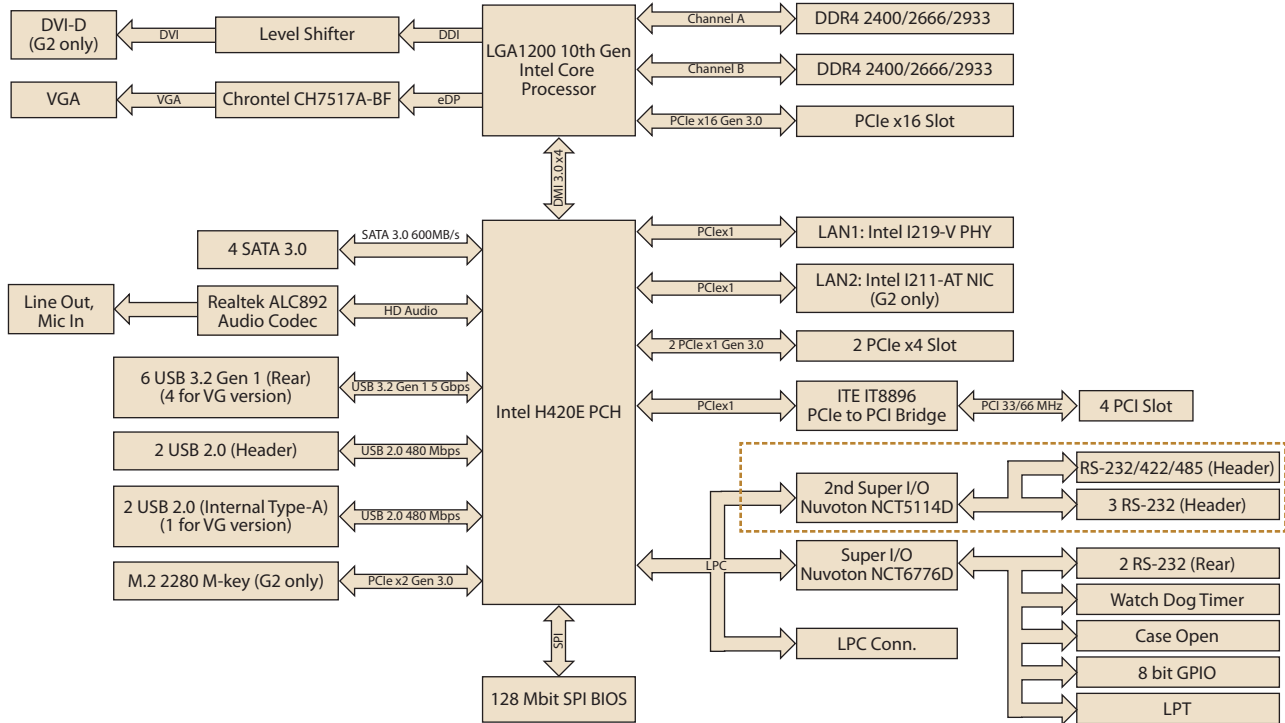 DVI-D
(G2 only)
DVI
Level Shifter
DDI
VGA
VGA
Chrontel CH7517A-BF
eDP
LGA1200 10th Gen
Intel Core
Processor
Channel A
DDR4 2400/2666/2933
Channel B
DDR4 2400/2666/2933
PCIe x16 Gen 3.0
PCIe x16 Slot
DMI 3.0 x4
4 SATA 3.0
SATA 3.0 600MB/s
Line Out,
Mic In
Realtek ALC892
Audio Codec
HD Audio
6 USB 3.2 Gen 1 (Rear)
(4 for VG version)
USB 3.2 Gen 1 5 Gbps
2 USB 2.0 (Header)
USB 2.0 480 Mbps
2 USB 2.0 (Internal Type-A)
(1 for VG version)
USB 2.0 480 Mbps
M.2 2280 M-key (G2 only)
PCIe x2 Gen 3.0
Intel H420E PCH
SPI
128 Mbit SPI BIOS
PCIex1
LAN1: Intel I219-V PHY
PCIex1
LAN2: Intel I211-AT NIC
(G2 only)
2 PCIe x1 Gen 3.0
2 PCIe x4 Slot
PCIex1
ITE IT8896
PCIe to PCI Bridge
PCI 33/66 MHz
4 PCI Slot
2nd Super I/O
Nuvoton NCT5114D
RS-232/422/485 (Header)
3 RS-232 (Header)
LPC
Super I/O
Nuvoton NCT6776D
2 RS-232 (Rear)
Watch Dog Timer
Case Open
8 bit GPIO
LPT
LPC Conn.